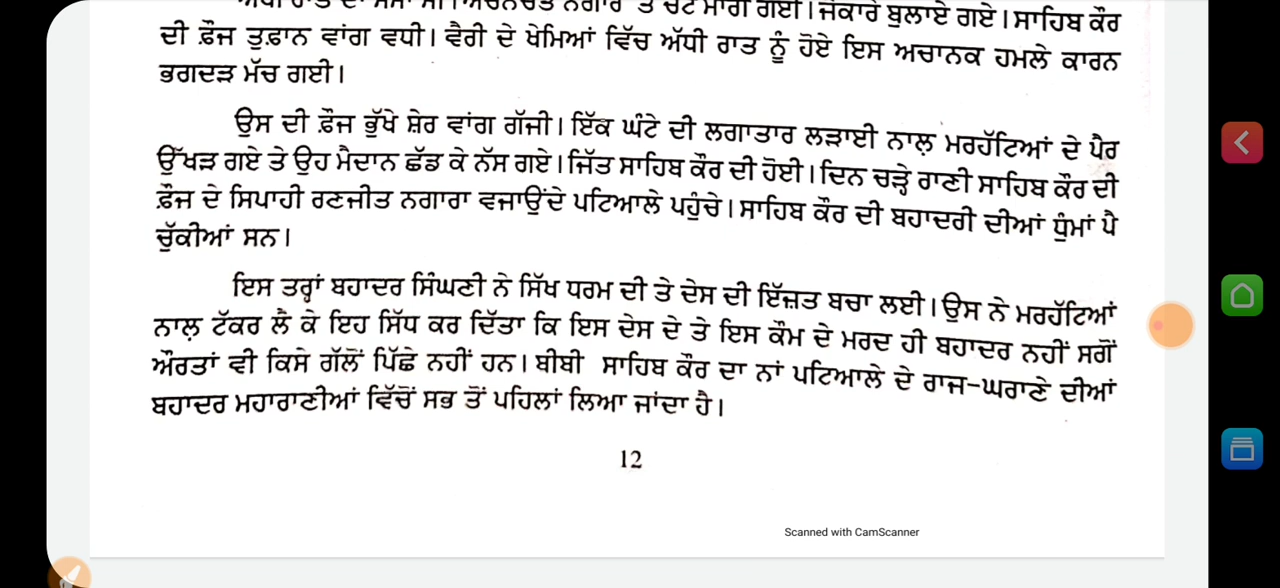 ਗਈ। ਜੈਕਾਰੇ ਬੁਲਾਏ ਗਏ। ਸਾਹਿਬ ਕੌਰ
ਦੀ ਫ਼ੌਜ ਤੁਫ਼ਾਨ ਵਾਂਗ ਵਧੀ। ਵੈਰੀ ਦੇ ਖੇਮਿਆਂ ਵਿੱਚ ਅੱਧੀ ਰਾਤ ਨੂੰ ਹੋਏ ਇਸ ਅਚਾਨਕ ਹਮਲੇ ਕਾਰਨ
ਭਗਦੜ ਮੱਚ ਗਈ।
ਉਸ ਦੀ ਫ਼ੌਜ ਭੁੱਖੇ ਸ਼ੇਰ ਵਾਂਗ ਗੱਜੀ। ਇੱਕ ਘੰਟੇ ਦੀ ਲਗਾਤਾਰ ਲੜਾਈ ਨਾਲ਼ ਮਰਹੱਟਿਆਂ ਦੇ ਪੈਰ
ਉੱਖੜ ਗਏ ਤੇ ਉਹ ਮੈਦਾਨ ਛੱਡ ਕੇ ਨੱਸ ਗਏ। ਜਿੱਤ ਸਾਹਿਬ ਕੌਰ ਦੀ ਹੋਈ। ਦਿਨ ਚੜ੍ਹੇ ਰਾਣੀ ਸਾਹਿਬ ਕੌਰ ਦੀ
ਫ਼ੌਜ ਦੇ ਸਿਪਾਹੀ ਰਣਜੀਤ ਨਗਾਰਾ ਵਜਾਉਂਦੇ ਪਟਿਆਲੇ ਪਹੁੰਚੇ। ਸਾਹਿਬ ਕੌਰ ਦੀ ਬਹਾਦਰੀ ਦੀਆਂ ਧੁੰਮਾਂ ਪੈ
ਚੁੱਕੀਆਂ ਸਨ।
ਇਸ ਤਰ੍ਹਾਂ ਬਹਾਦਰ ਸਿੰਘਣੀ ਨੇ ਸਿੱਖ ਧਰਮ ਦੀ ਤੇ ਦੇਸ ਦੀ ਇੱਜ਼ਤ ਬਚਾ ਲਈ। ਉਸ ਨੇ ਮਰਹੱਟਿਆਂ
ਨਾਲ਼ ਟੱਕਰ ਲੈ ਕੇ ਇਹ ਸਿੱਧ ਕਰ ਦਿੱਤਾ ਕਿ ਇਸ ਦੇਸ ਦੇ ਤੇ ਇਸ ਕੌਮ ਦੇ ਮਰਦ ਹੀ ਬਹਾਦਰ ਨਹੀਂ ਸਗੋਂ
ਔਰਤਾਂ ਵੀ ਕਿਸੇ ਗੱਲੋਂ ਪਿੱਛੇ ਨਹੀਂ ਹਨ। ਬੀਬੀ ਸਾਹਿਬ ਕੌਰ ਦਾ ਨਾਂ ਪਟਿਆਲੇ ਦੇ ਰਾਜ-ਘਰਾਣੇ ਦੀਆਂ
ਬਹਾਦਰ ਮਹਾਰਾਣੀਆਂ ਵਿੱਚੋਂ ਸਭ ਤੋਂ ਪਹਿਲਾਂ ਲਿਆ ਜਾਂਦਾ ਹੈ।
12
Scanned with CamScanner